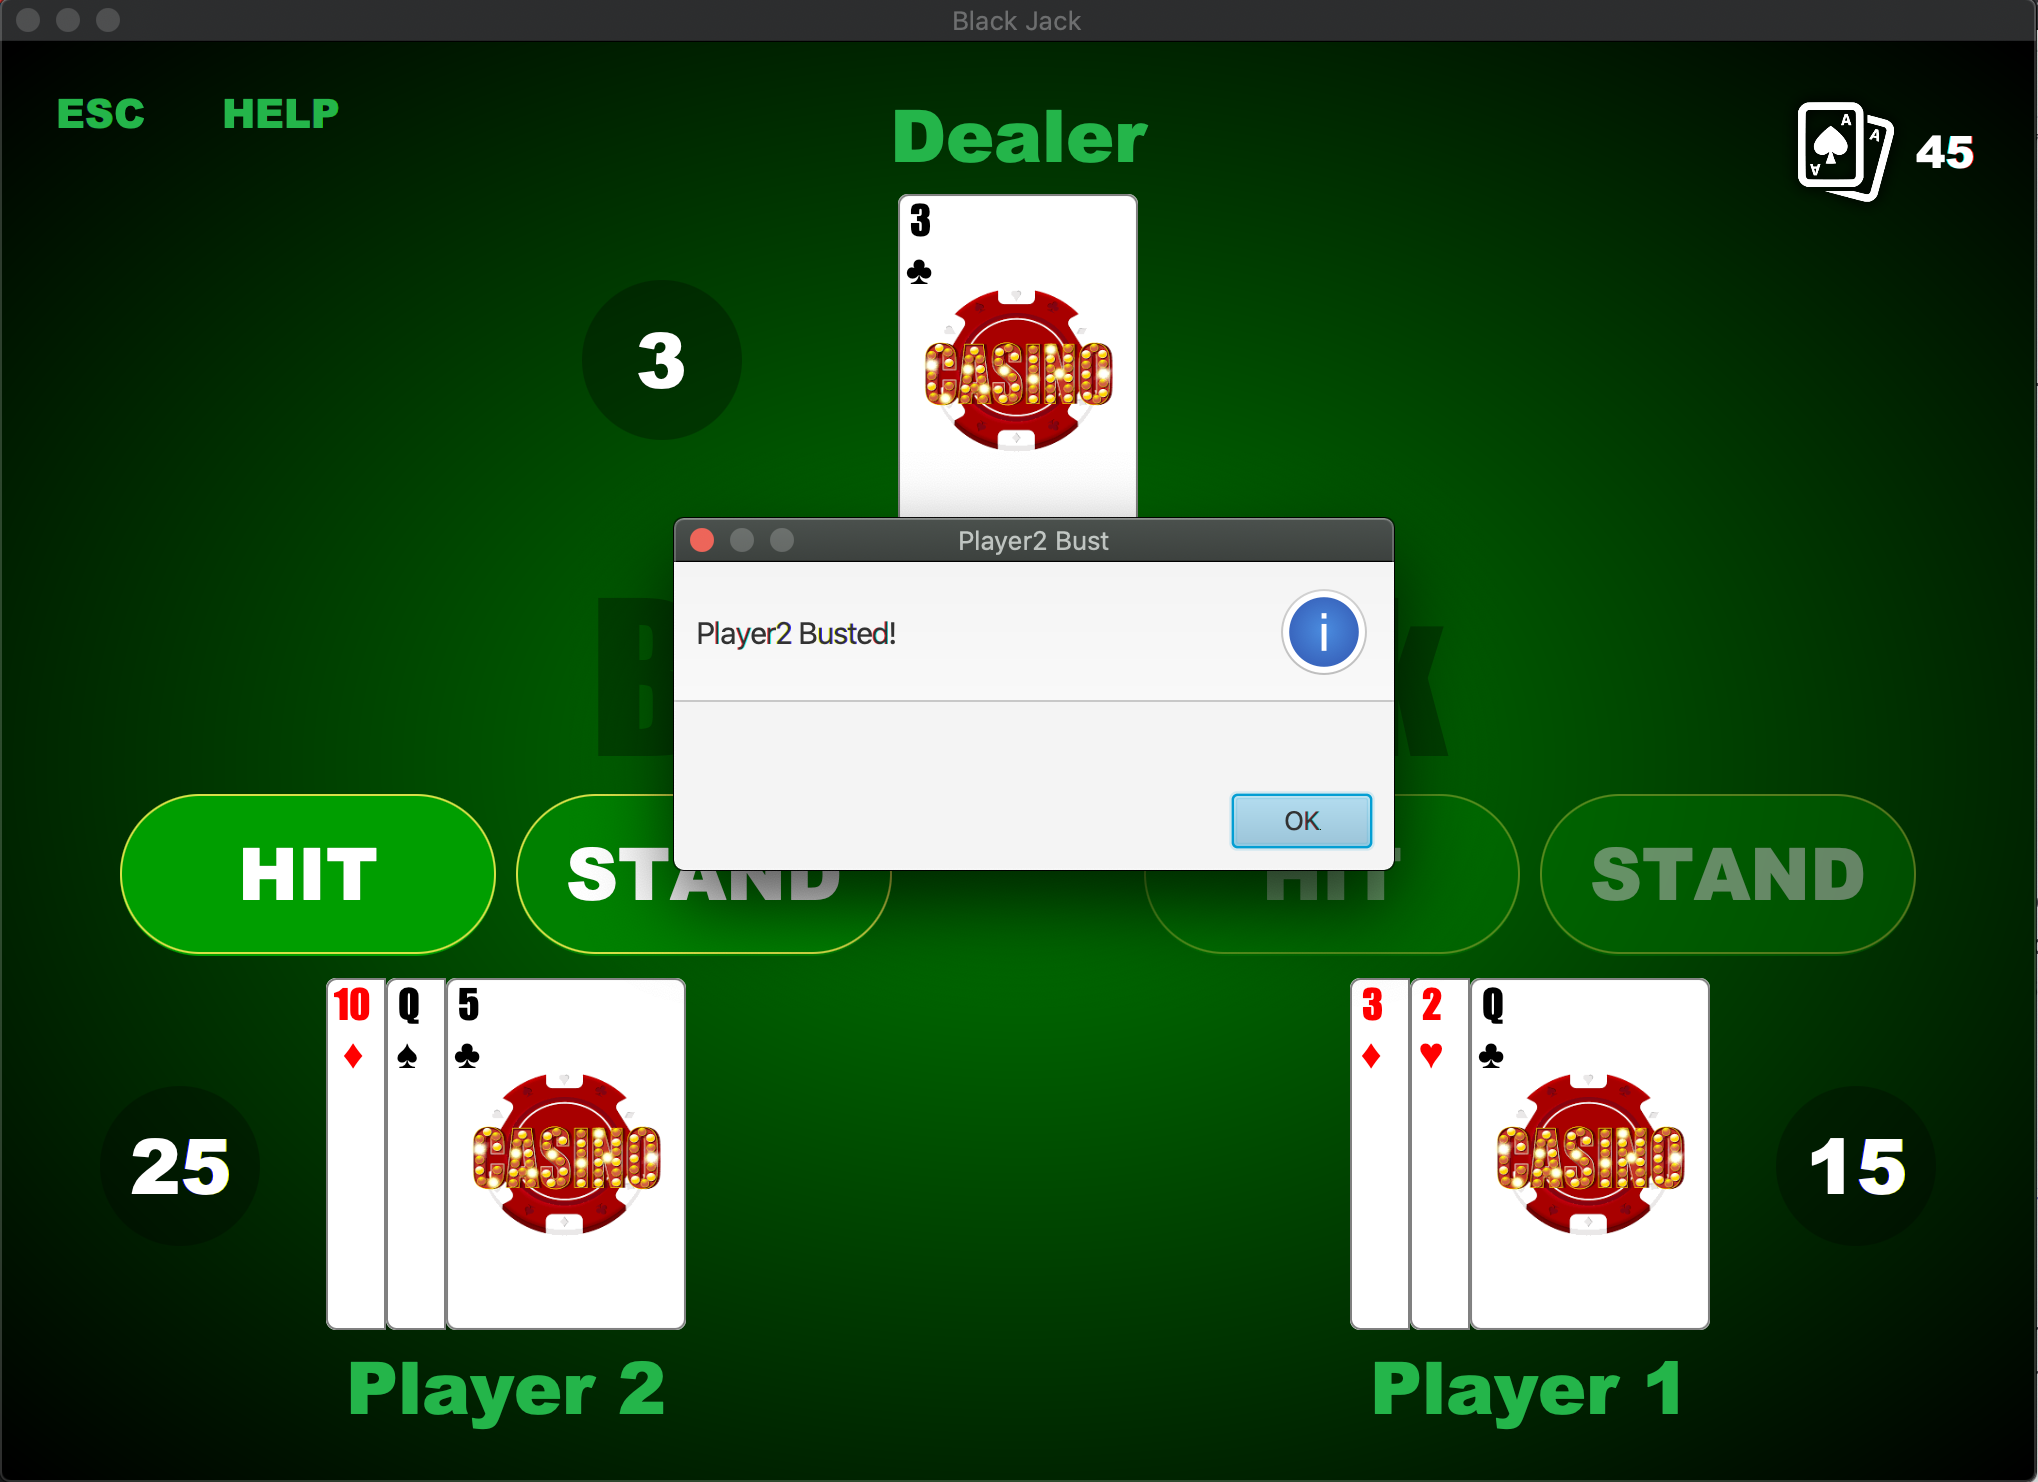 Black Jack
ESC HELP
Dealer
45
3
3
CASINO
Player2 Bust
Player2 Busted!
i
OK
HIT STAND
HIT STAND
10 Q 5
3 2 Q
CASINO
CASINO
25
15
Player 2
Player 1